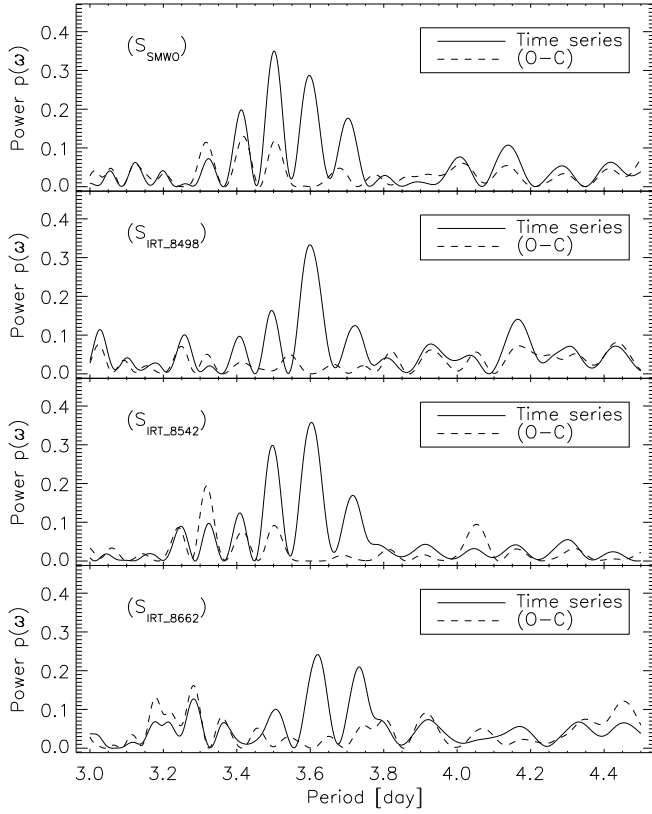 Power p(ω)
0.4
0.3
0.2
0.1
0.0
(S_SMWO)
Time series
(O−C)
Power p(ω)
0.4
0.3
0.2
0.1
0.0
(S_IRT_8498)
Time series
(O−C)
Power p(ω)
0.4
0.3
0.2
0.1
0.0
(S_IRT_8542)
Time series
(O−C)
Power p(ω)
0.4
0.3
0.2
0.1
0.0
(S_IRT_8662)
Time series
(O−C)
3.0 3.2 3.4 3.6 3.8 4.0 4.2 4.4
Period [day]